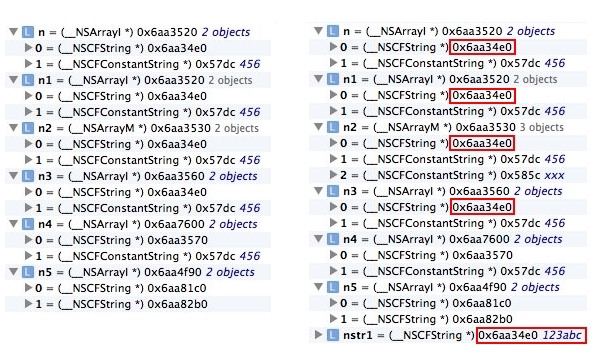 L n = (__NSArrayI *) 0x6aa3520 2 objects
0 = (__NSCFString *) 0x6aa34e0
1 = (__NSCFConstantString *) 0x57dc 456
L n1 = (__NSArrayI *) 0x6aa3520 2 objects
0 = (__NSCFString *) 0x6aa34e0
1 = (__NSCFConstantString *) 0x57dc 456
L n2 = (__NSArrayM *) 0x6aa3530 2 objects
0 = (__NSCFString *) 0x6aa34e0
1 = (__NSCFConstantString *) 0x57dc 456
L n3 = (__NSArrayI *) 0x6aa3560 2 objects
0 = (__NSCFString *) 0x6aa34e0
1 = (__NSCFConstantString *) 0x57dc 456
L n4 = (__NSArrayI *) 0x6aa7600 2 objects
0 = (__NSCFString *) 0x6aa3570
1 = (__NSCFConstantString *) 0x57dc 456
L n5 = (__NSArrayI *) 0x6aa4f90 2 objects
0 = (__NSCFString *) 0x6aa81c0
1 = (__NSCFString *) 0x6aa82b0
L n = (__NSArrayI *) 0x6aa3520 2 objects
0 = (__NSCFString *) 0x6aa34e0
1 = (__NSCFConstantString *) 0x57dc 456
L n1 = (__NSArrayI *) 0x6aa3520 2 objects
0 = (__NSCFString *) 0x6aa34e0
1 = (__NSCFConstantString *) 0x57dc 456
L n2 = (__NSArrayM *) 0x6aa3530 3 objects
0 = (__NSCFString *) 0x6aa34e0
1 = (__NSCFConstantString *) 0x57dc 456
2 = (__NSCFConstantString *) 0x585c xxx
L n3 = (__NSArrayI *) 0x6aa3560 2 objects
0 = (__NSCFString *) 0x6aa34e0
1 = (__NSCFConstantString *) 0x57dc 456
L n4 = (__NSArrayI *) 0x6aa7600 2 objects
0 = (__NSCFString *) 0x6aa3570
1 = (__NSCFConstantString *) 0x57dc 456
L n5 = (__NSArrayI *) 0x6aa4f90 2 objects
0 = (__NSCFString *) 0x6aa81c0
1 = (__NSCFString *) 0x6aa82b0
L nstr1 = (__NSCFString *) 0x6aa34e0 123abc